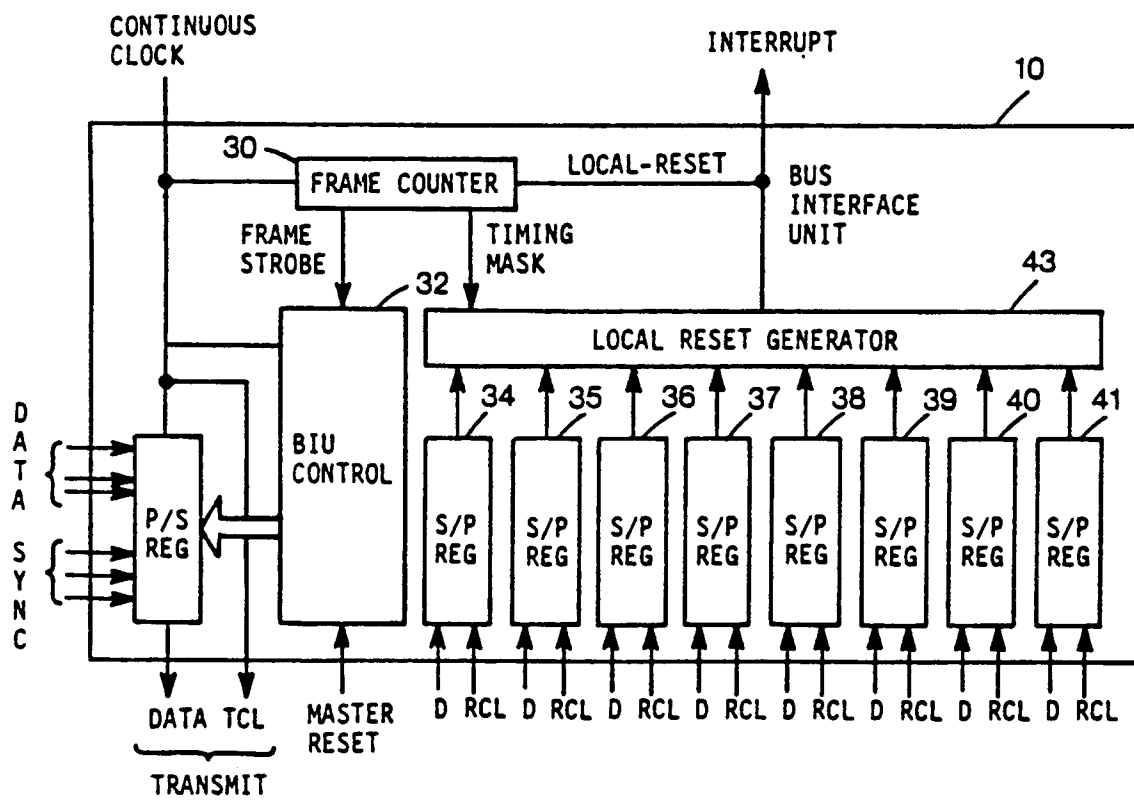 CONTINUOUS
CLOCK
INTERRUPT
10
30
FRAME COUNTER
LOCAL-RESET
BUS
INTERFACE
UNIT
FRAME
STROBE
TIMING
MASK
32
43
LOCAL RESET GENERATOR
34
35
36
37
38
39
40
41
DATA
SYNC
P/S
REG
BIU
CONTROL
S/P
REG
S/P
REG
S/P
REG
S/P
REG
S/P
REG
S/P
REG
S/P
REG
S/P
REG
DATA TCL
TRANSMIT
MASTER
RESET
D RCL
D RCL
D RCL
D RCL
D RCL
D RCL
D RCL
D RCL